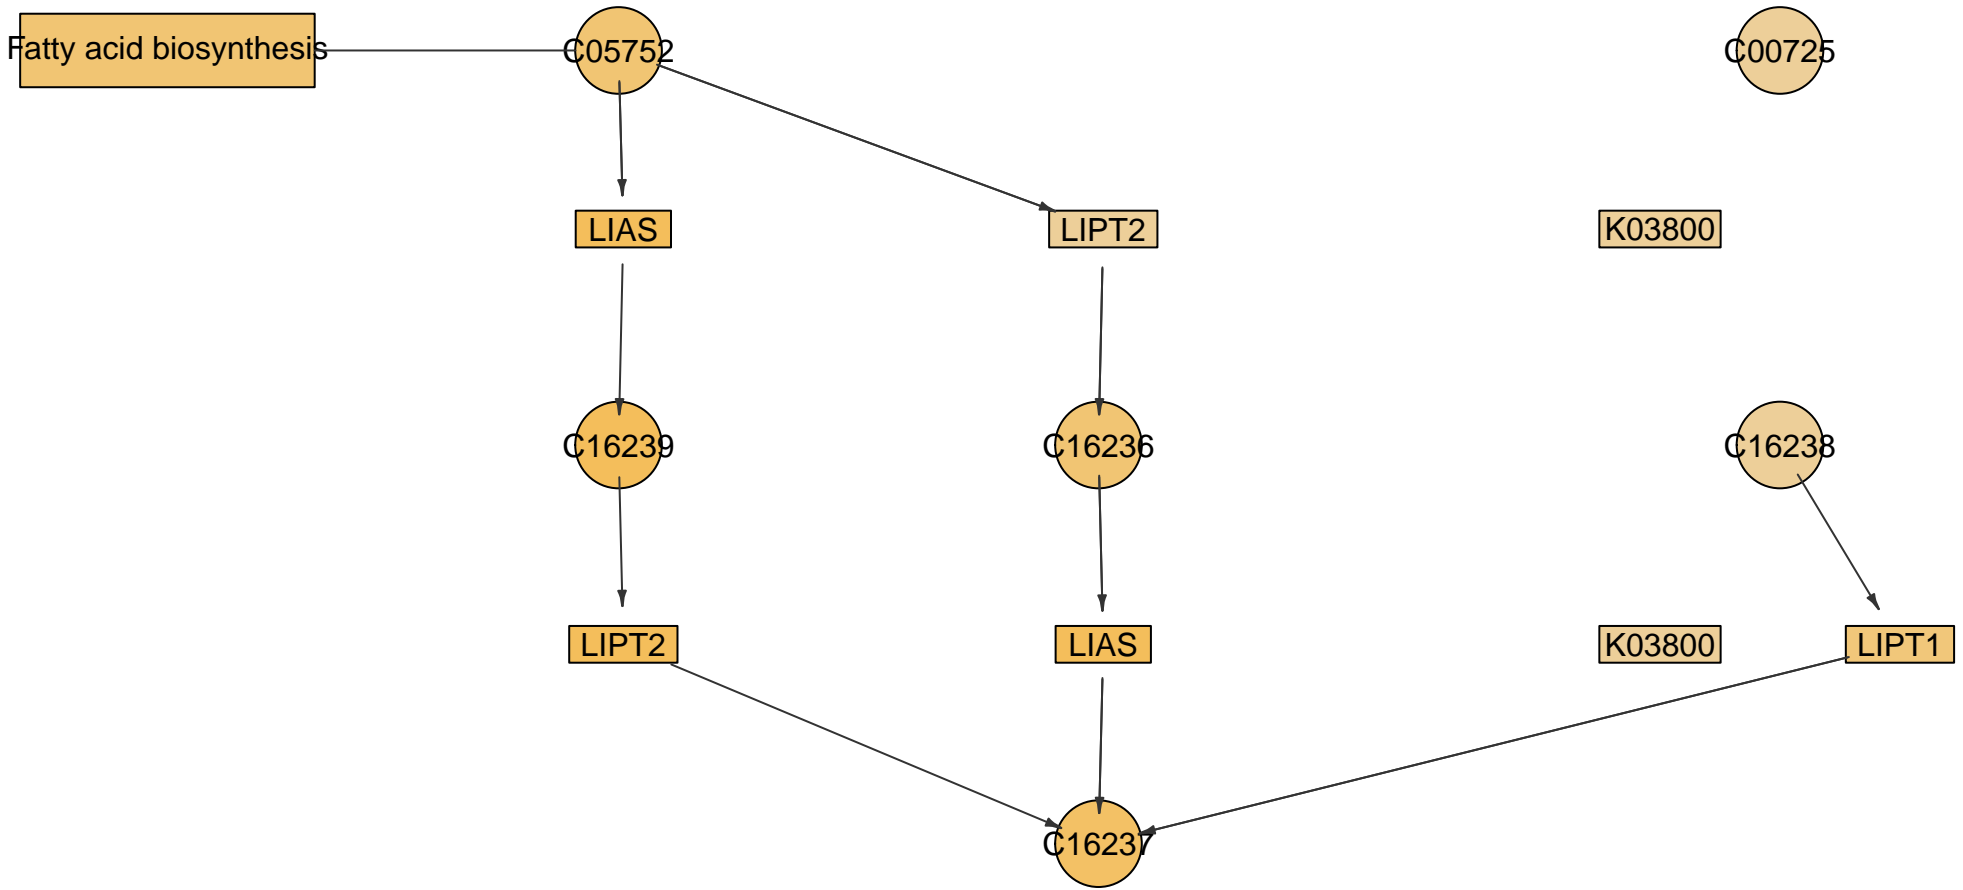 Fatty acid biosynthesis
C05752
C00725
LIAS
LIPT2
K03800
C16239
C16236
C16238
LIPT2
LIAS
K03800
LIPT1
C16237